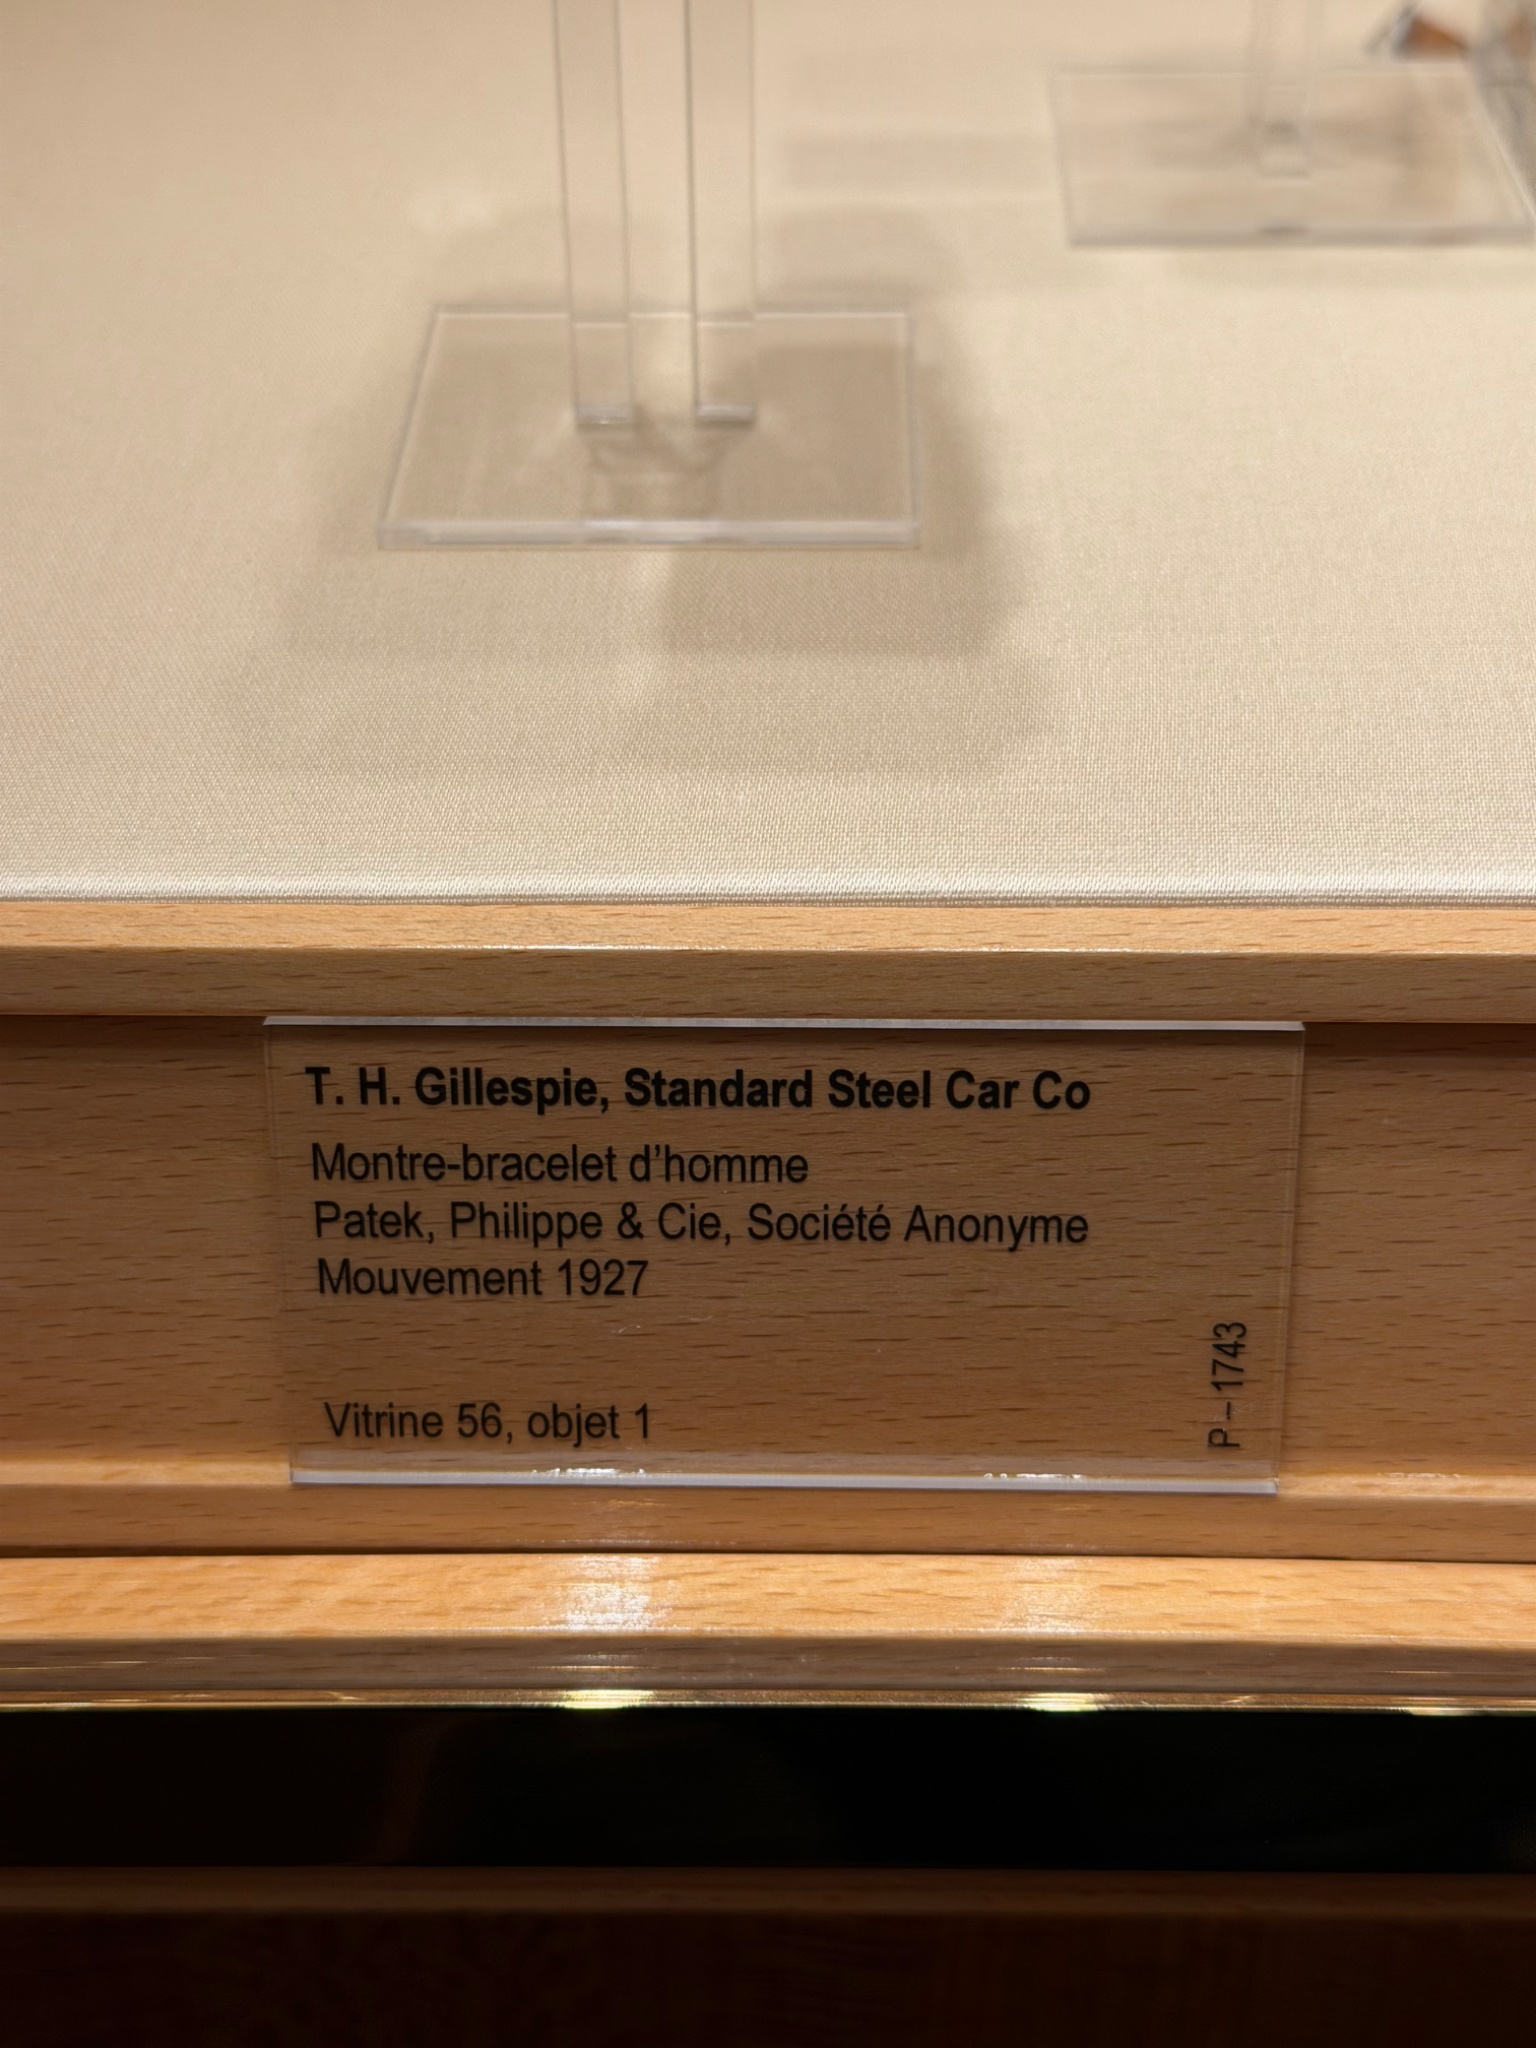 T. H. Gillespie, Standard Steel Car Co
Montre-bracelet d’homme
Patek, Philippe & Cie, Société Anonyme
Mouvement 1927
Vitrine 56, objet 1
P – 1743